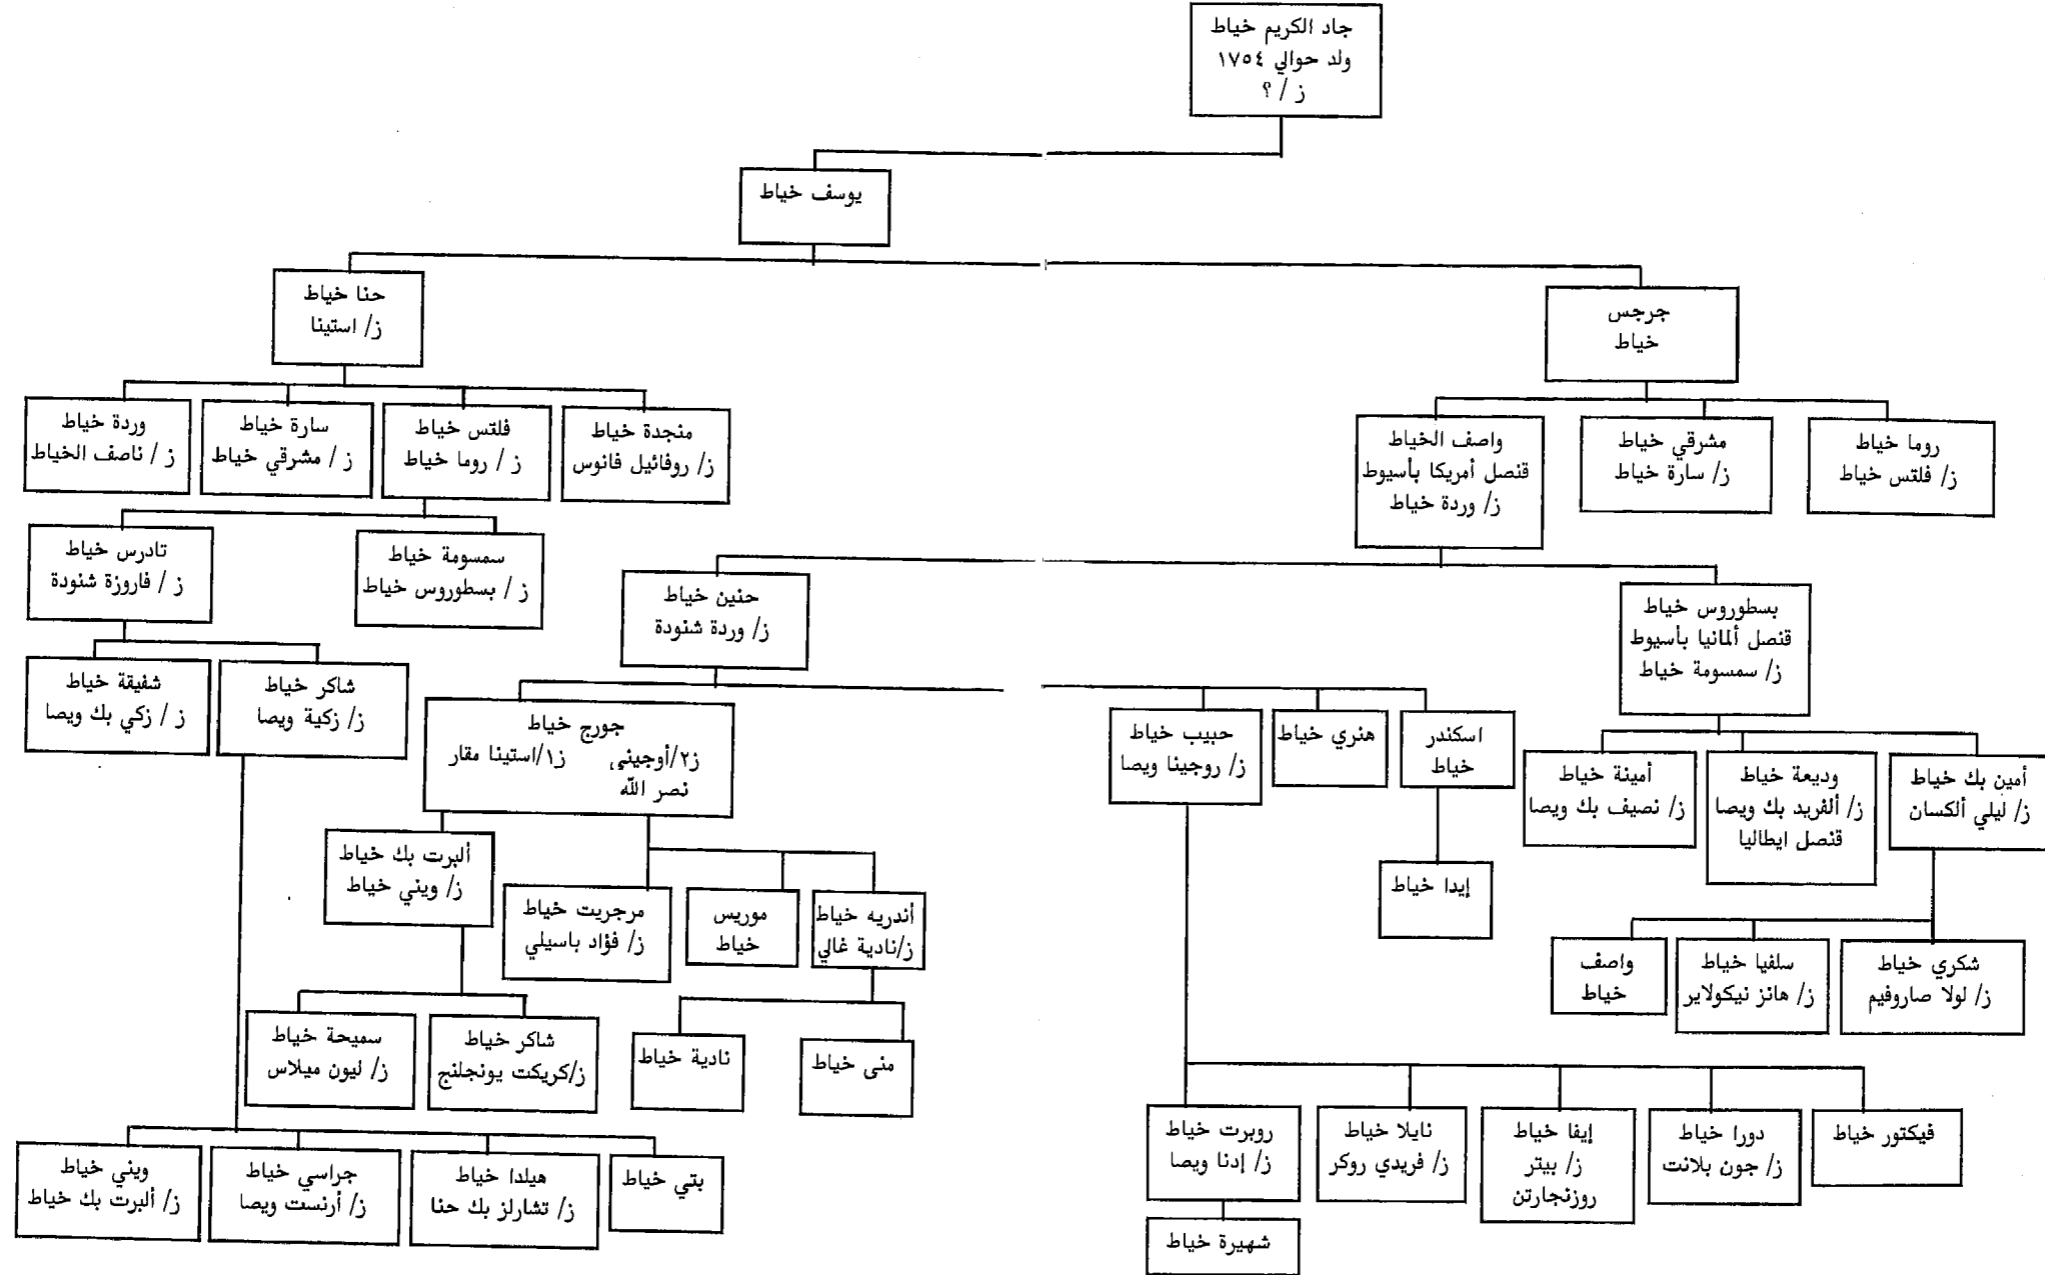 جاد الكريم خياط
ولد حوالي ١٧٥٤
ز / ؟
يوسف خياط
جرجس
خياط
حنا خياط
ز/ استينا
روما خياط
ز/ فلتس خياط
مشرقي خياط
ز/ سارة خياط
واصف الخياط
قنصل أمريكا بأسيوط
ز/ وردة خياط
منجدة خياط
ز/ روفائيل فانوس
فلتس خياط
ز / روما خياط
سارة خياط
ز / مشرقي خياط
وردة خياط
ز / ناصف الخياط
بسطوروس خياط
قنصل ألمانيا بأسيوط
ز/ سمسومة خياط
حنين خياط
ز/ وردة شنودة
سمسومة خياط
ز / بسطوروس خياط
تادرس خياط
ز / فاروزة شنودة
أمين بك خياط
ز/ ليلي ألكسان
وديعة خياط
ز/ ألفريد بك ويصا
قنصل ايطاليا
أمينة خياط
ز/ نصيف بك ويصا
اسكندر
خياط
هنري خياط
حبيب خياط
ز/ روجينا ويصا
جورج خياط
ز٢/أوجيني ز١/استينا مقار
نصر الله
شاكر خياط
ز/ زكية ويصا
شفيقة خياط
ز / زكي بك ويصا
شكري خياط
ز/ لولا صاروفيم
سلفيا خياط
ز/ هانز نيكولاير
واصف
خياط
إيدا خياط
أندريه خياط
ز/نادية غالي
موريس
خياط
مرجريت خياط
ز/ فؤاد باسيلي
ألبرت بك خياط
ز/ ويني خياط
منى خياط
نادية خياط
شاكر خياط
ز/كريكت يونجلنج
سميحة خياط
ز/ ليون ميلاس
فيكتور خياط
دورا خياط
ز/ جون بلانت
إيفا خياط
ز/ بيتر
روزنجارتن
نايلا خياط
ز/ فريدي روكر
روبرت خياط
ز/ إدنا ويصا
شهيرة خياط
بتي خياط
هيلدا خياط
ز/ تشارلز بك حنا
جراسي خياط
ز/ أرنست ويصا
ويني خياط
ز/ ألبرت بك خياط